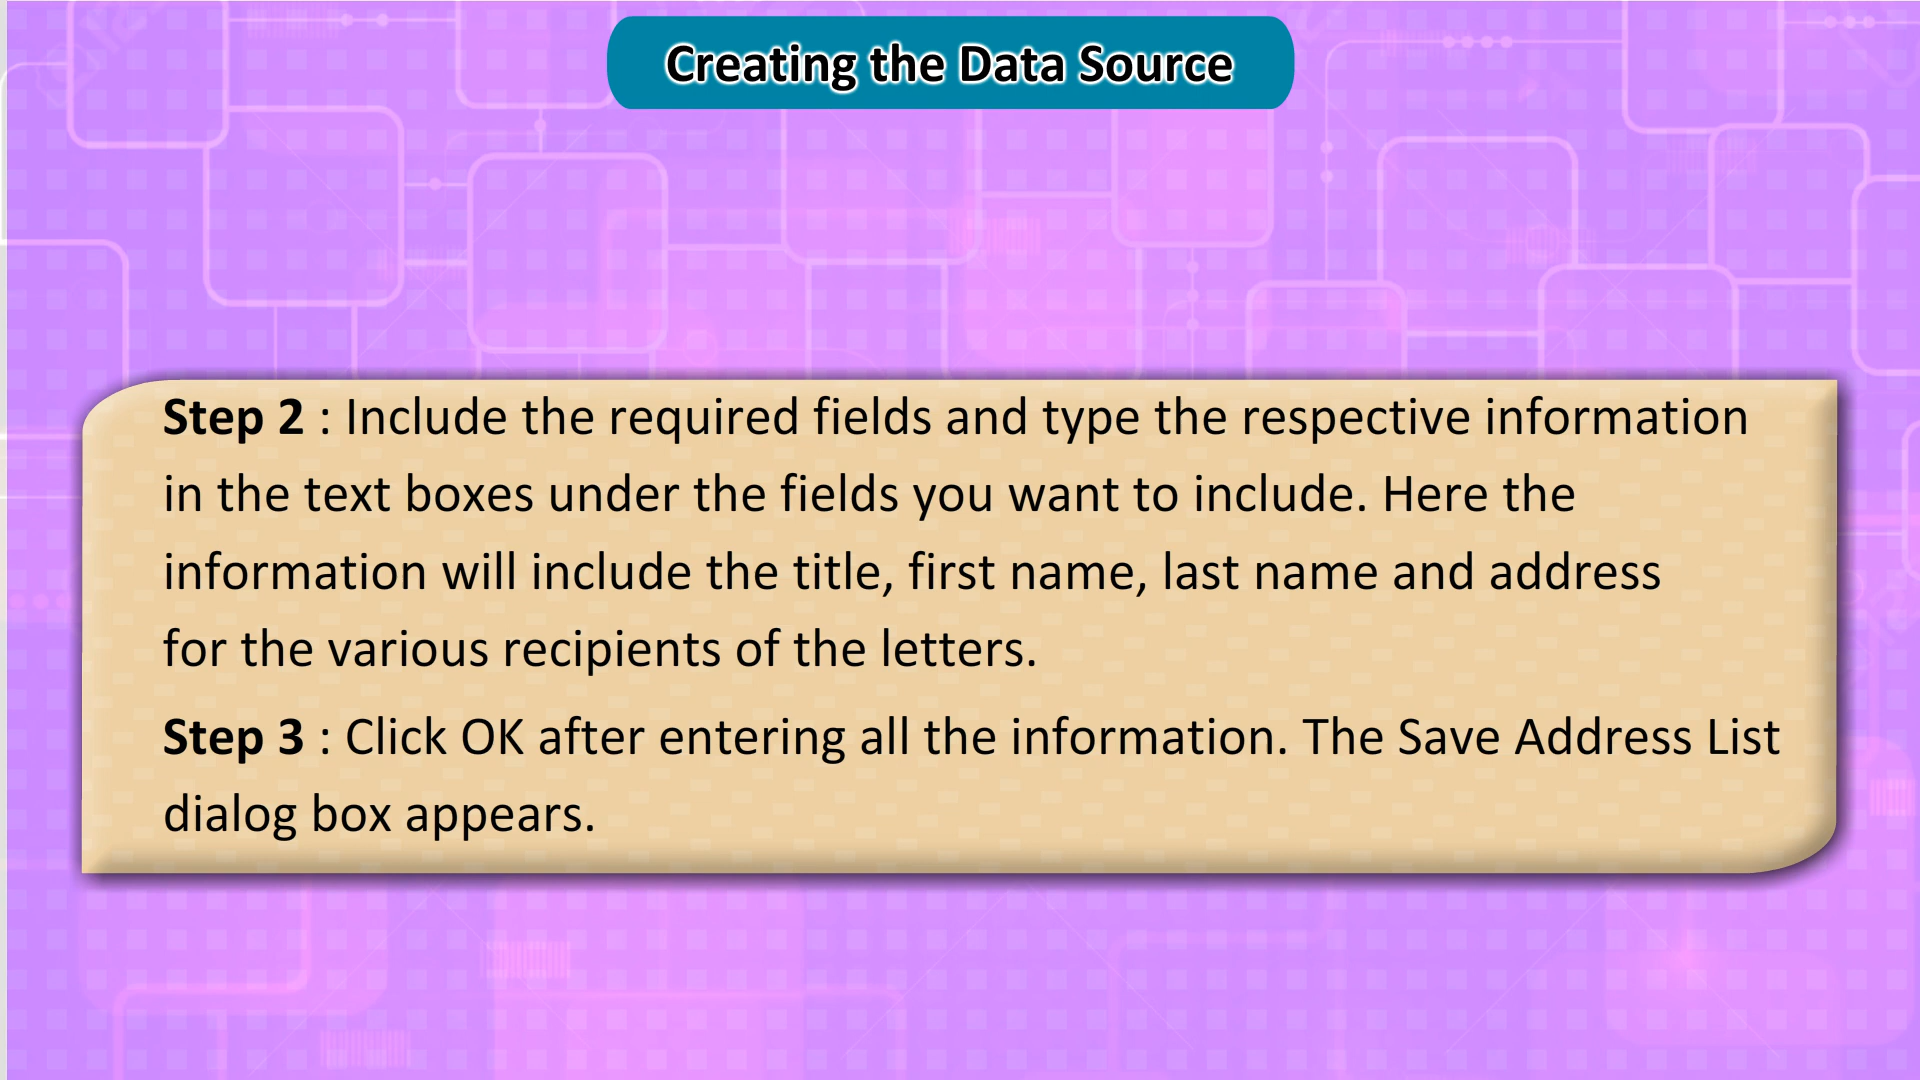 Creating the Data Source
Step 2 : Include the required fields and type the respective information
in the text boxes under the fields you want to include. Here the
information will include the title, first name, last name and address
for the various recipients of the letters.
Step 3 : Click OK after entering all the information. The Save Address List
dialog box appears.